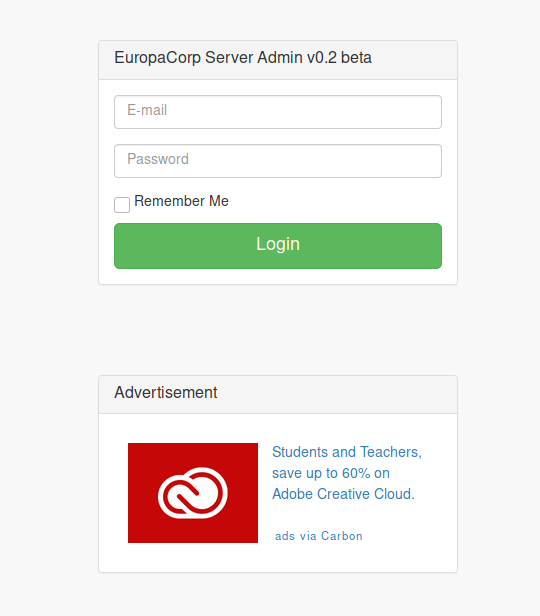 EuropaCorp Server Admin v0.2 beta
E-mail
Password
Remember Me
Login
Advertisement
Students and Teachers,
save up to 60% on
Adobe Creative Cloud.
ads via Carbon